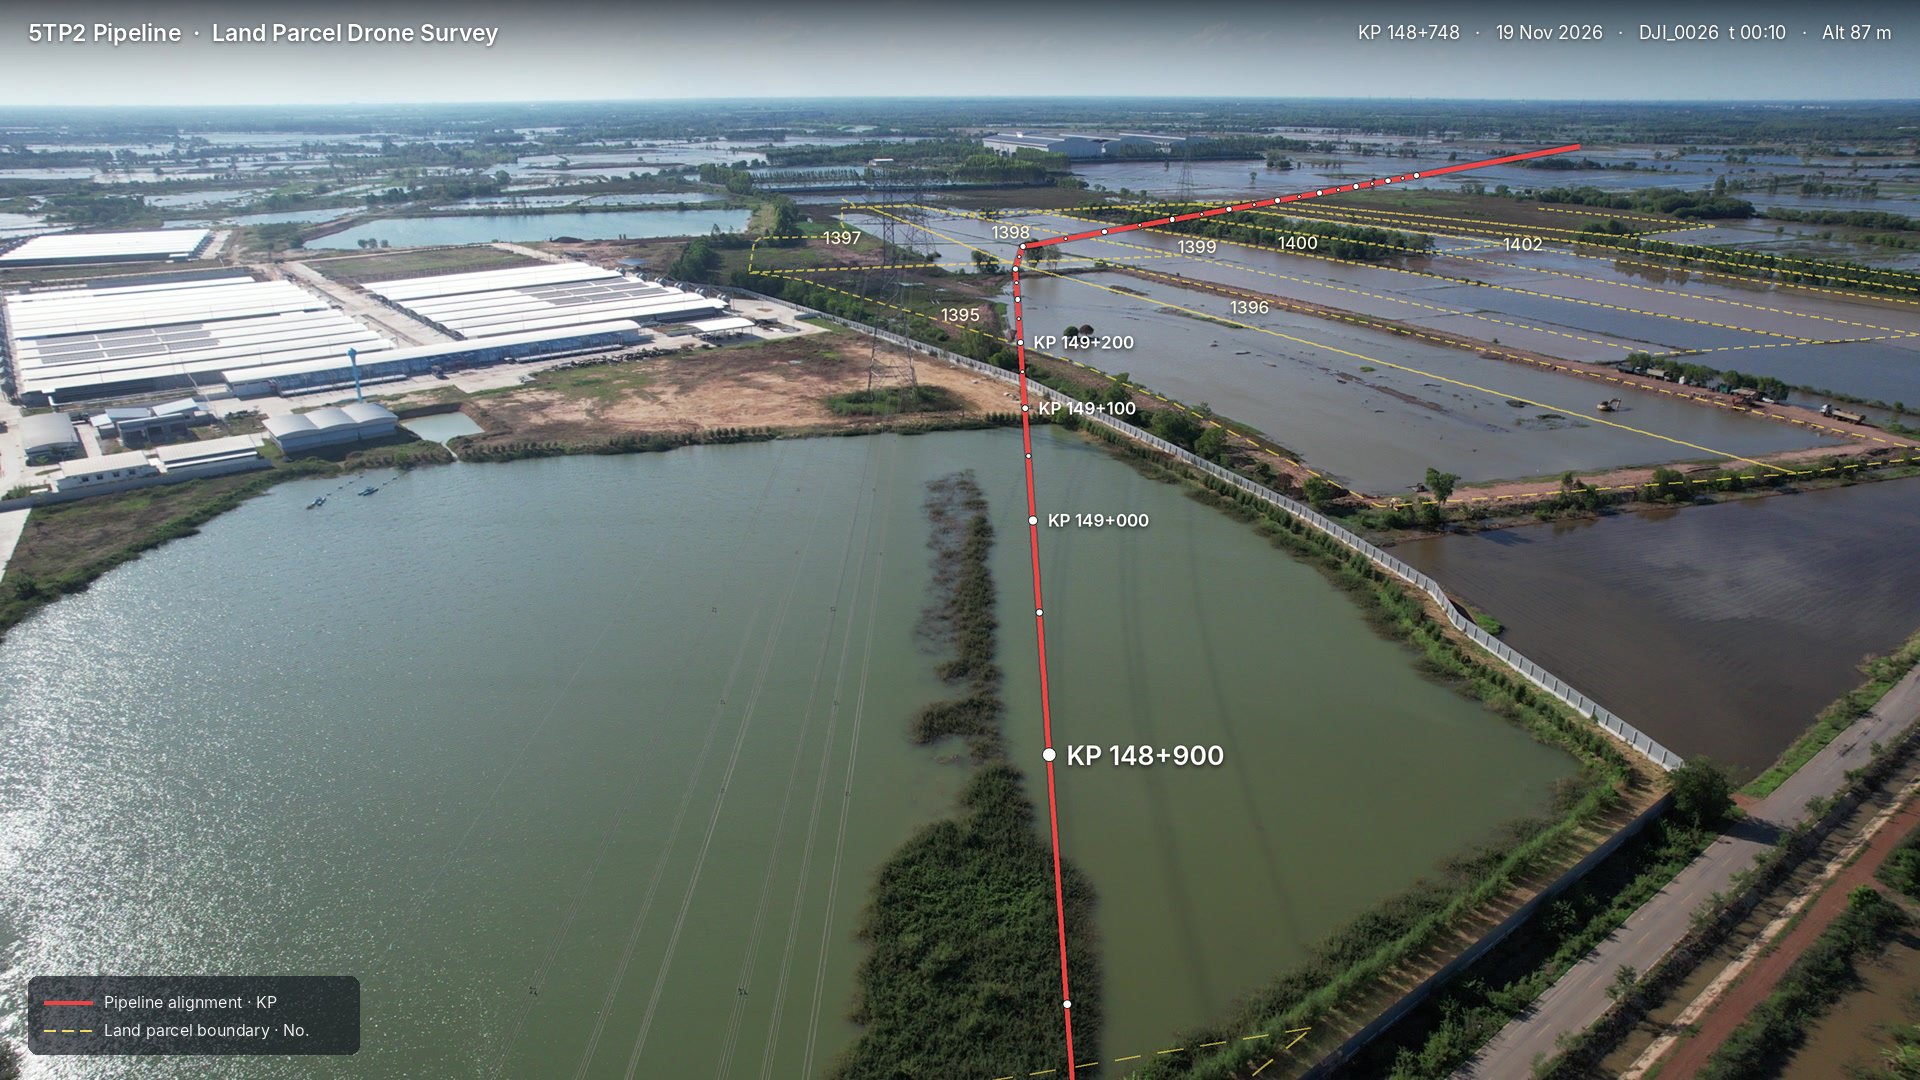 5TP2 Pipeline · Land Parcel Drone Survey
KP 148+748 · 19 Nov 2026 · DJI_0026 t 00:10 · Alt 87 m
1397
1398
1399
1400
1402
1395
1396
KP 149+200
KP 149+100
KP 149+000
KP 148+900
Pipeline alignment · KP
Land parcel boundary · No.